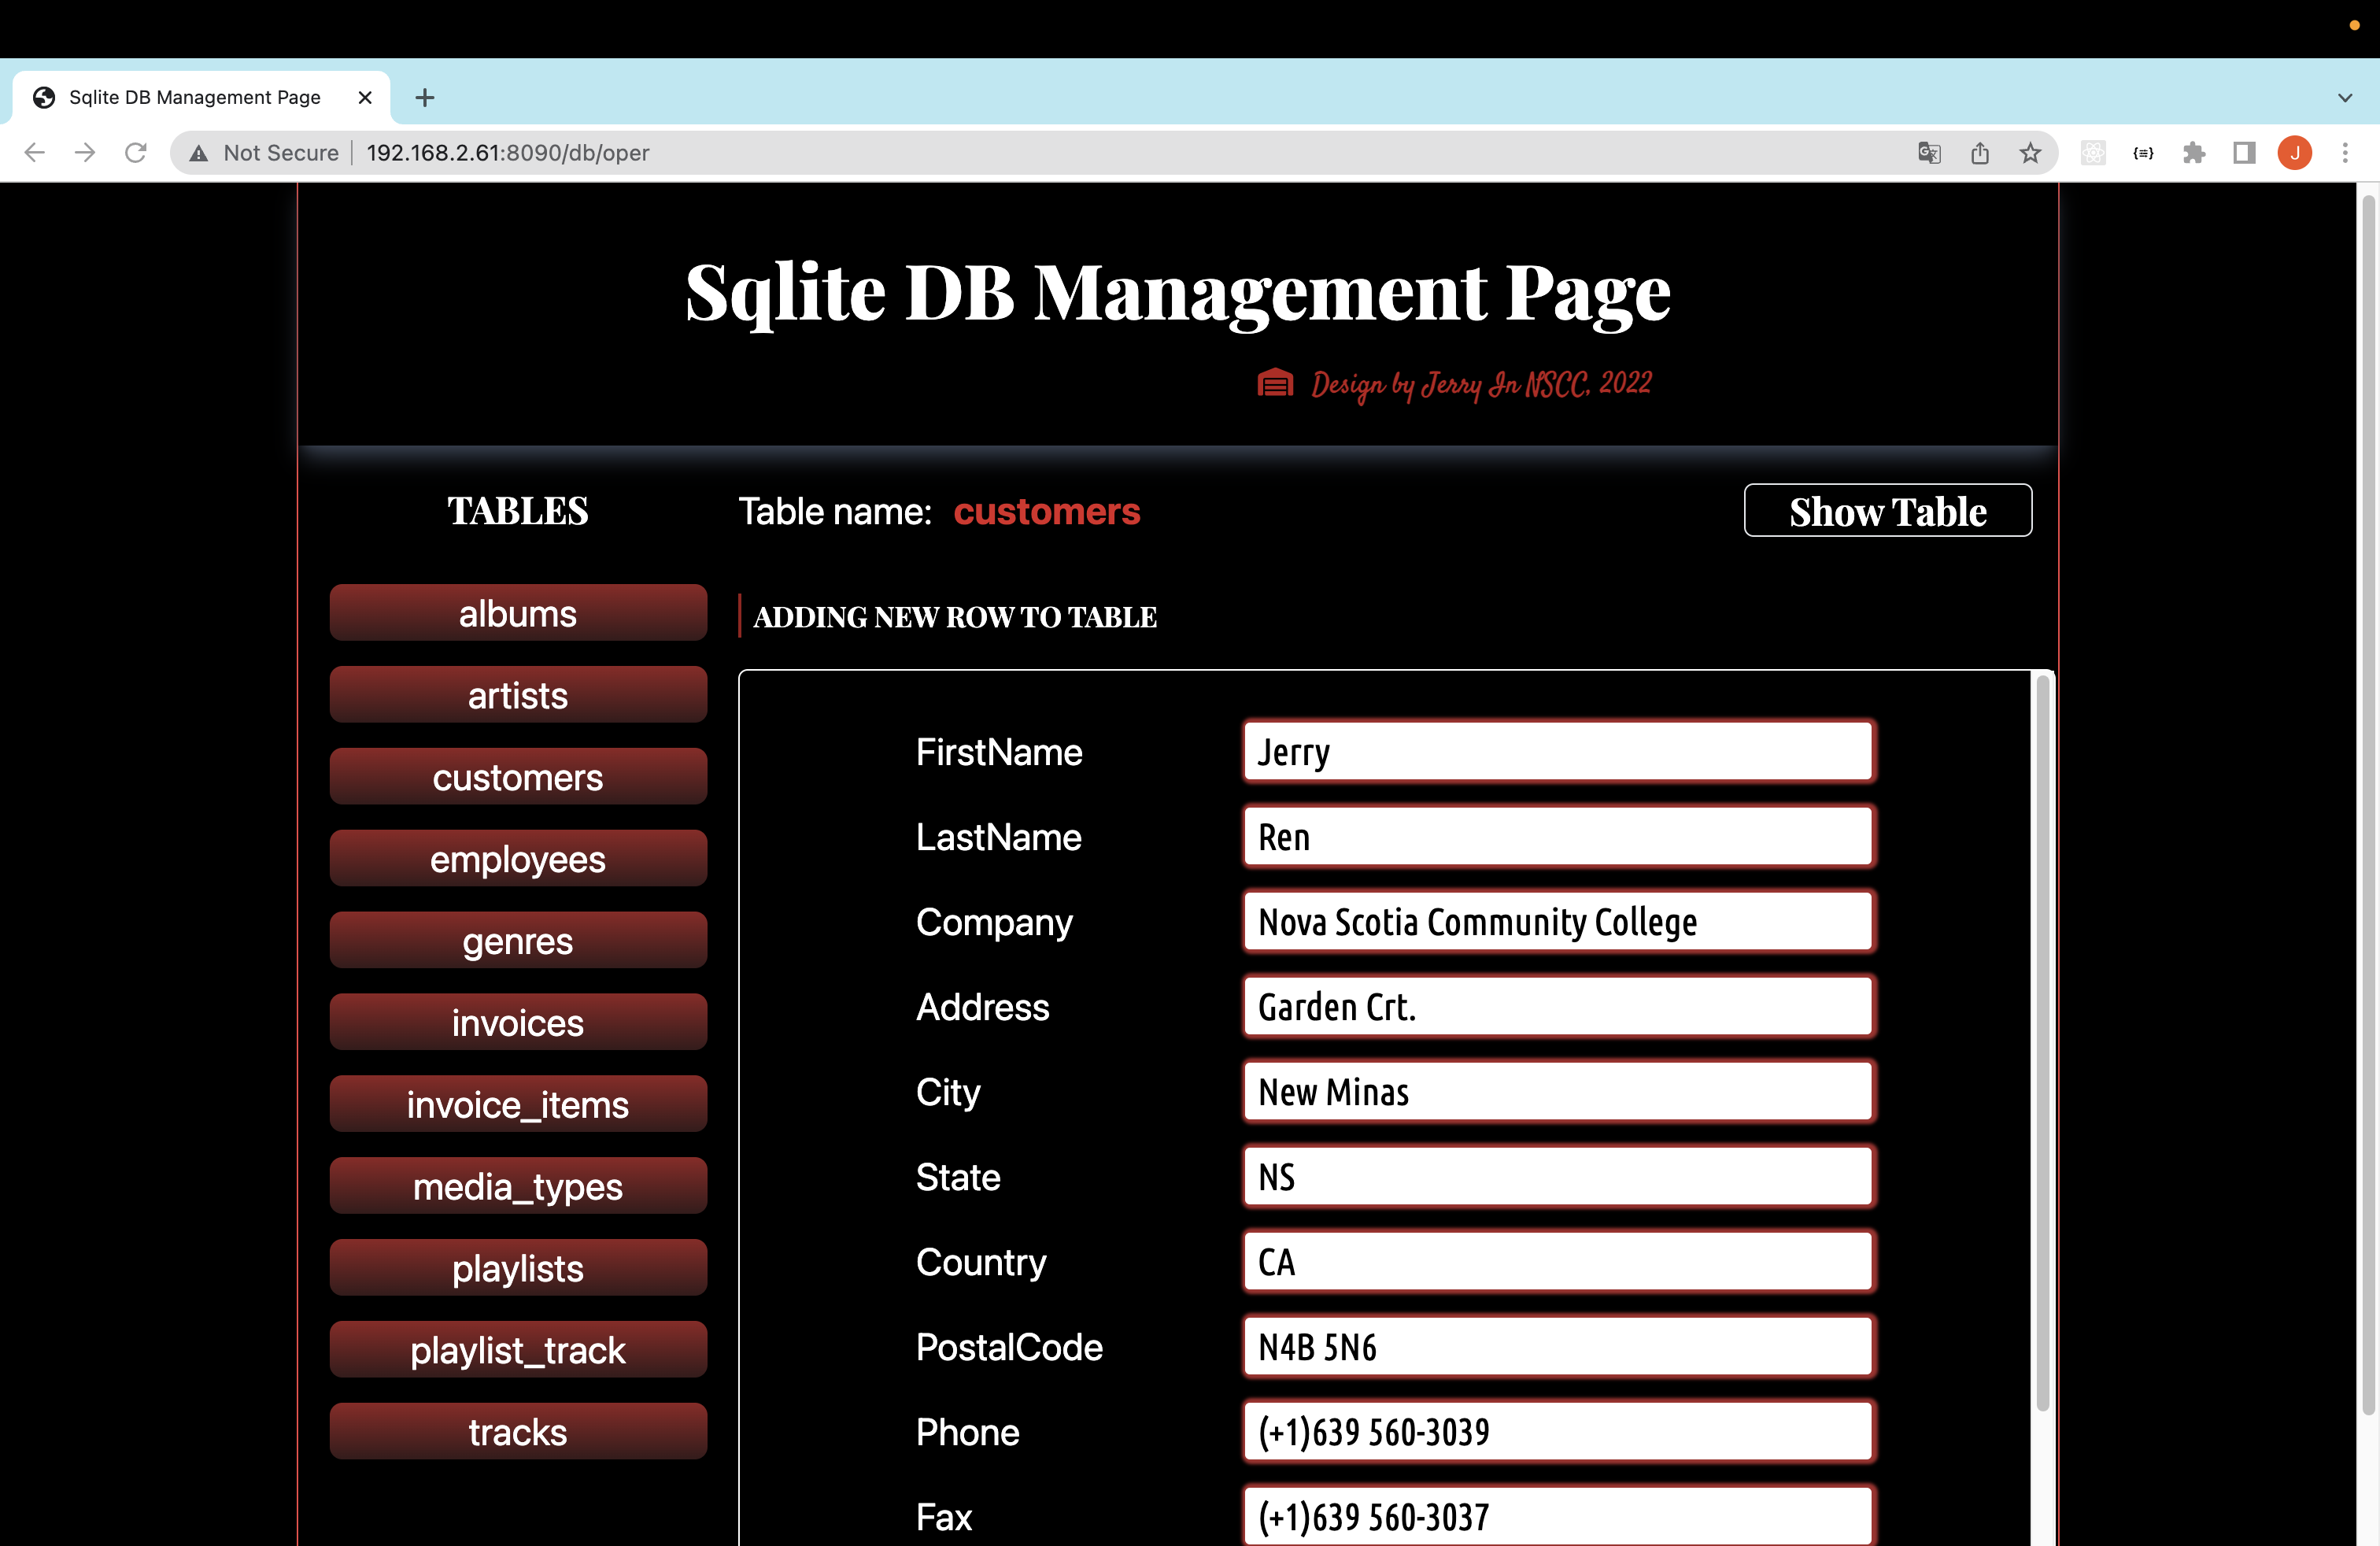 Sqlite DB Management Page
Not Secure
192.168.2.61:8090/db/oper
J
Sqlite DB Management Page
Design by Jerry In NSCC, 2022
TABLES
Table name: customers
Show Table
albums
artists
customers
employees
genres
invoices
invoice_items
media_types
playlists
playlist_track
tracks
ADDING NEW ROW TO TABLE
FirstName Jerry
LastName Ren
Company Nova Scotia Community College
Address Garden Crt.
City New Minas
State NS
Country CA
PostalCode N4B 5N6
Phone (+1)639 560-3039
Fax (+1)639 560-3037